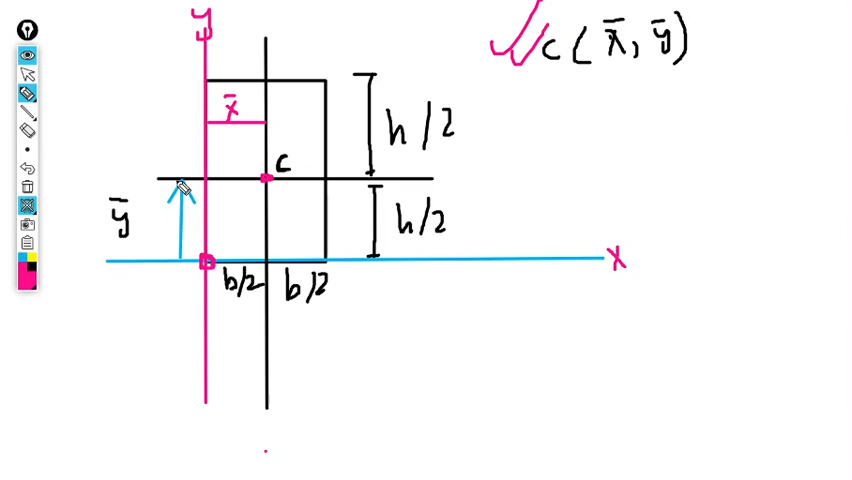 y
C ( x̄, ȳ )
x̄
h/2
C
ȳ
h/2
x
b/2 b/2